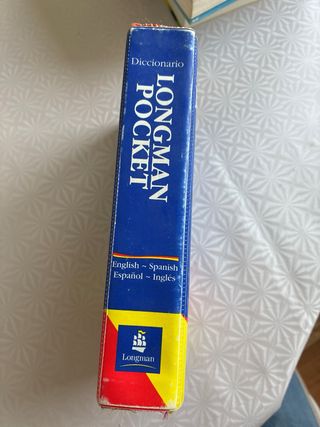 Diccionario
LONGMAN
POCKET
English ~ Spanish
Español ~ Inglés
Longman